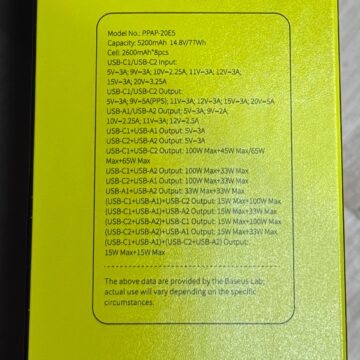 Model No.: PPAP-20E5
Capacity: 5200mAh 14.8V/77Wh
Cell: 2600mAh*8pcs
USB-C1/USB-C2 Input:
5V⎓3A; 9V⎓3A; 10V⎓2.25A; 11V⎓3A; 12V⎓3A;
15V⎓3A; 20V⎓3.25A
USB-C1/USB-C2 Output:
5V⎓3A; 9V⎓5A(PPS); 11V⎓3A; 12V⎓3A; 15V⎓3A; 20V⎓5A
USB-A1/USB-A2 Output: 5V⎓3A; 9V⎓2A;
10V⎓2.25A; 11V⎓3A; 12V⎓2.5A
USB-C1+USB-A1 Output: 5V⎓3A
USB-C2+USB-A2 Output: 5V⎓3A
USB-C1+USB-C2 Output: 100W Max+45W Max/65W
Max+65W Max
USB-C1+USB-A2 Output: 100W Max+33W Max
USB-C2+USB-A1 Output: 100W Max+33W Max
USB-A1+USB-A2 Output: 33W Max+33W Max
(USB-C1+USB-A1)+USB-C2 Output: 15W Max+100W Max
(USB-C1+USB-A1)+USB-A2 Output: 15W Max+33W Max
(USB-C2+USB-A2)+USB-C1 Output: 15W Max+100W Max
(USB-C2+USB-A2)+USB-A1 Output: 15W Max+33W Max
(USB-C1+USB-A1)+(USB-C2+USB-A2) Output:
15W Max+15W Max
The above data are provided by the Baseus Lab;
actual use will vary depending on the specific
circumstances.